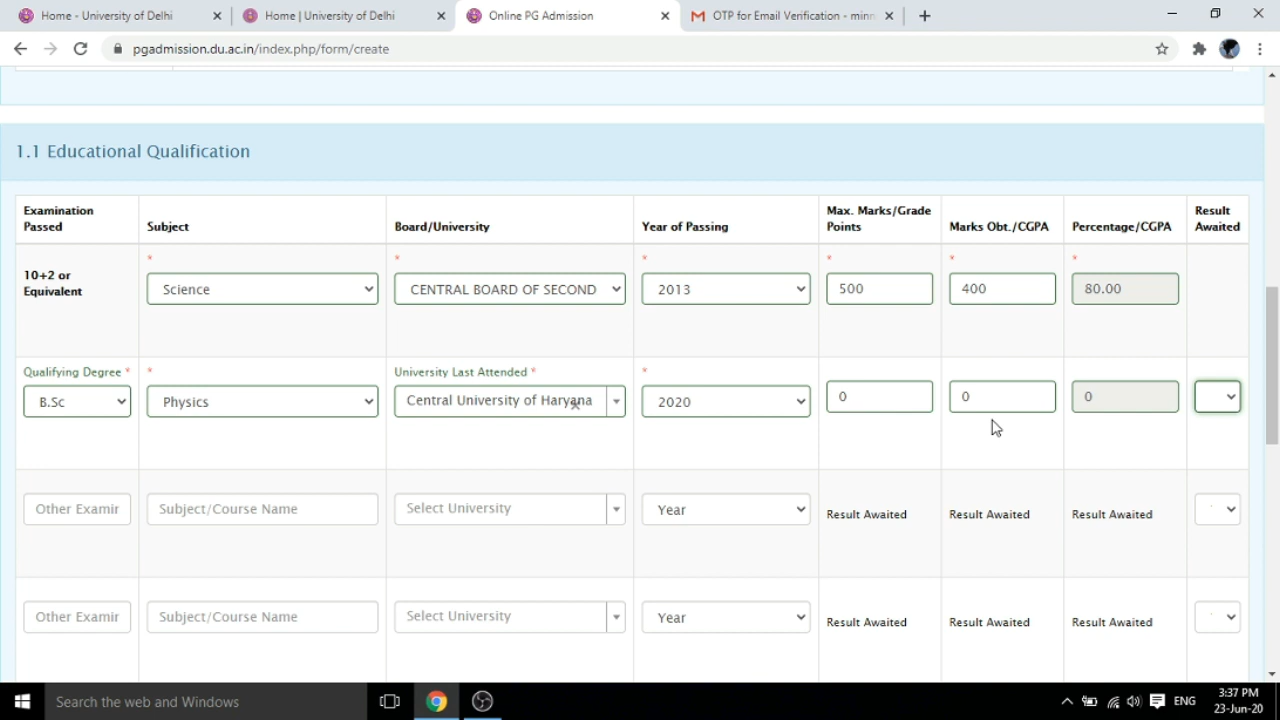 Home - University of Delhi
Home | University of Delhi
Online PG Admission
OTP for Email Verification - minn
pgadmission.du.ac.in/index.php/form/create
1.1 Educational Qualification
Examination Passed
Subject
Board/University
Year of Passing
Max. Marks/Grade Points
Marks Obt./CGPA
Percentage/CGPA
Result Awaited
* * * * * *
10+2 or Equivalent
Science
CENTRAL BOARD OF SECOND
2013
500
400
80.00
Qualifying Degree *
*
University Last Attended *
*
B.Sc
Physics
Central University of Haryana
2020
0
0
0
Other Examir
Subject/Course Name
Select University
Year
Result Awaited
Result Awaited
Result Awaited
Other Examir
Subject/Course Name
Select University
Year
Result Awaited
Result Awaited
Result Awaited
Search the web and Windows
ENG
3:37 PM
23-Jun-20